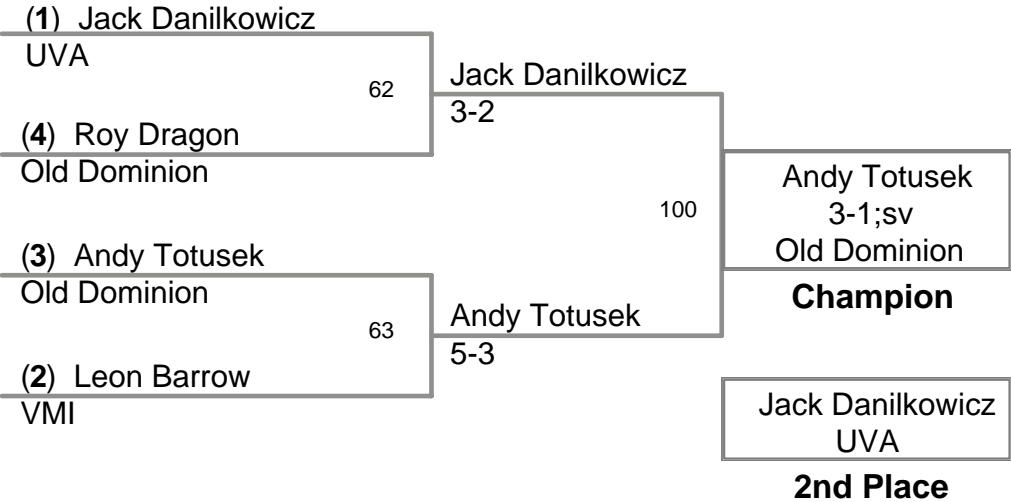 (1) Jack Danilkowicz
UVA
62
(4) Roy Dragon
Old Dominion
Jack Danilkowicz
3-2
(3) Andy Totusek
Old Dominion
63
(2) Leon Barrow
VMI
Andy Totusek
5-3
100
Andy Totusek
3-1;sv
Old Dominion
Champion
Jack Danilkowicz
UVA
2nd Place